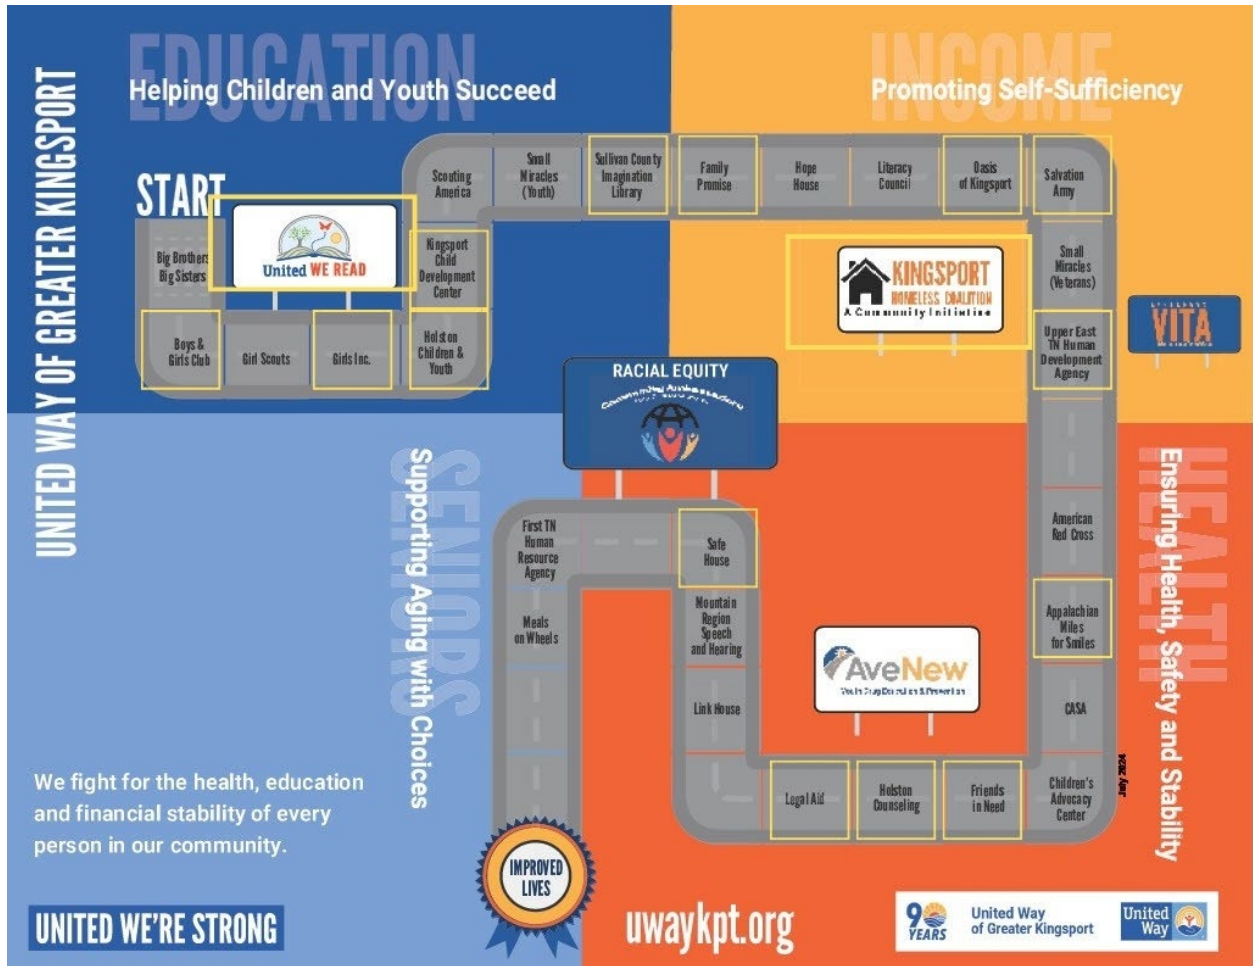 UNITED WAY OF GREATER KINGSPORT
EDUCATION
Helping Children and Youth Succeed
INCOME
Promoting Self-Sufficiency
START
Big Brothers
Big Sisters
Boys &
Girls Club
Girl Scouts
Girls Inc.
Holston
Children &
Youth
Kingsport
Child
Development
Center
United WE READ
Scouting
America
Small
Miracles
(Youth)
Sullivan County
Imagination
Library
Family
Promise
Hope
House
Literacy
Council
Oasis
of Kingsport
Salvation
Army
Small
Miracles
(Veterans)
Upper East
TN Human
Development
Agency
KINGSPORT
HOMELESS COALITION
A Community Initiative
VITA
RACIAL EQUITY
HEALTH
Ensuring Health, Safety and Stability
American
Red Cross
Appalachian
Miles
for Smiles
CASA
Children's
Advocacy
Center
July 2024
Friends
in Need
Holston
Counseling
Legal Aid
AveNew
Youth Drug Education & Prevention
Link House
Mountain
Region
Speech
and Hearing
Safe
House
SENIORS
Supporting Aging with Choices
First TN
Human
Resource
Agency
Meals
on Wheels
IMPROVED
LIVES
We fight for the health, education
and financial stability of every
person in our community.
UNITED WE'RE STRONG
uwaykpt.org
90
YEARS
United Way
of Greater Kingsport
United
Way